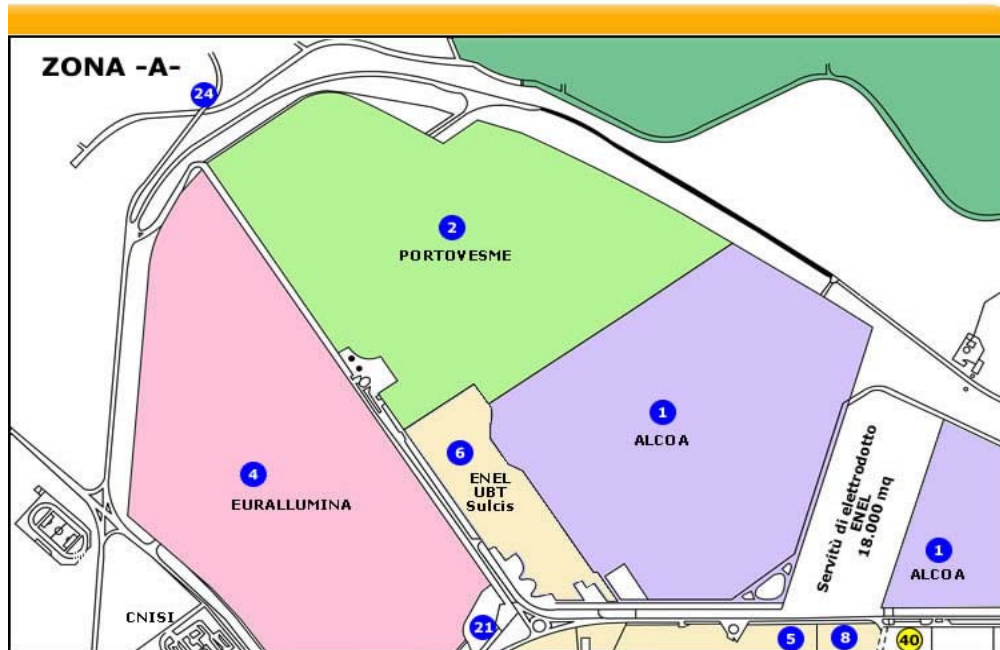 ZONA -A-
24
2
PORTOVESME
1
ALCOA
6
ENEL
UBT
Sulcis
4
EURALLUMINA
Servitù di elettrodotto
ENEL
18.000 mq
1
ALCOA
CNISI
21
5
8
40